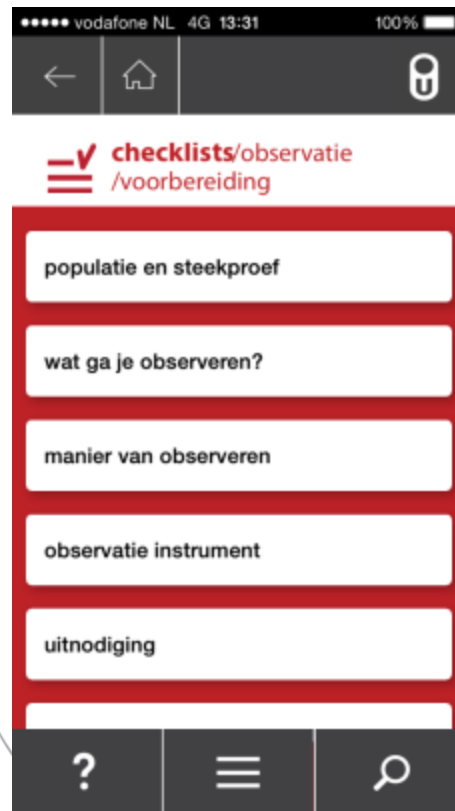 vodafone NL 4G 13:31 100%
U
checklists/observatie
/voorbereiding
populatie en steekproef
wat ga je observeren?
manier van observeren
observatie instrument
uitnodiging
?